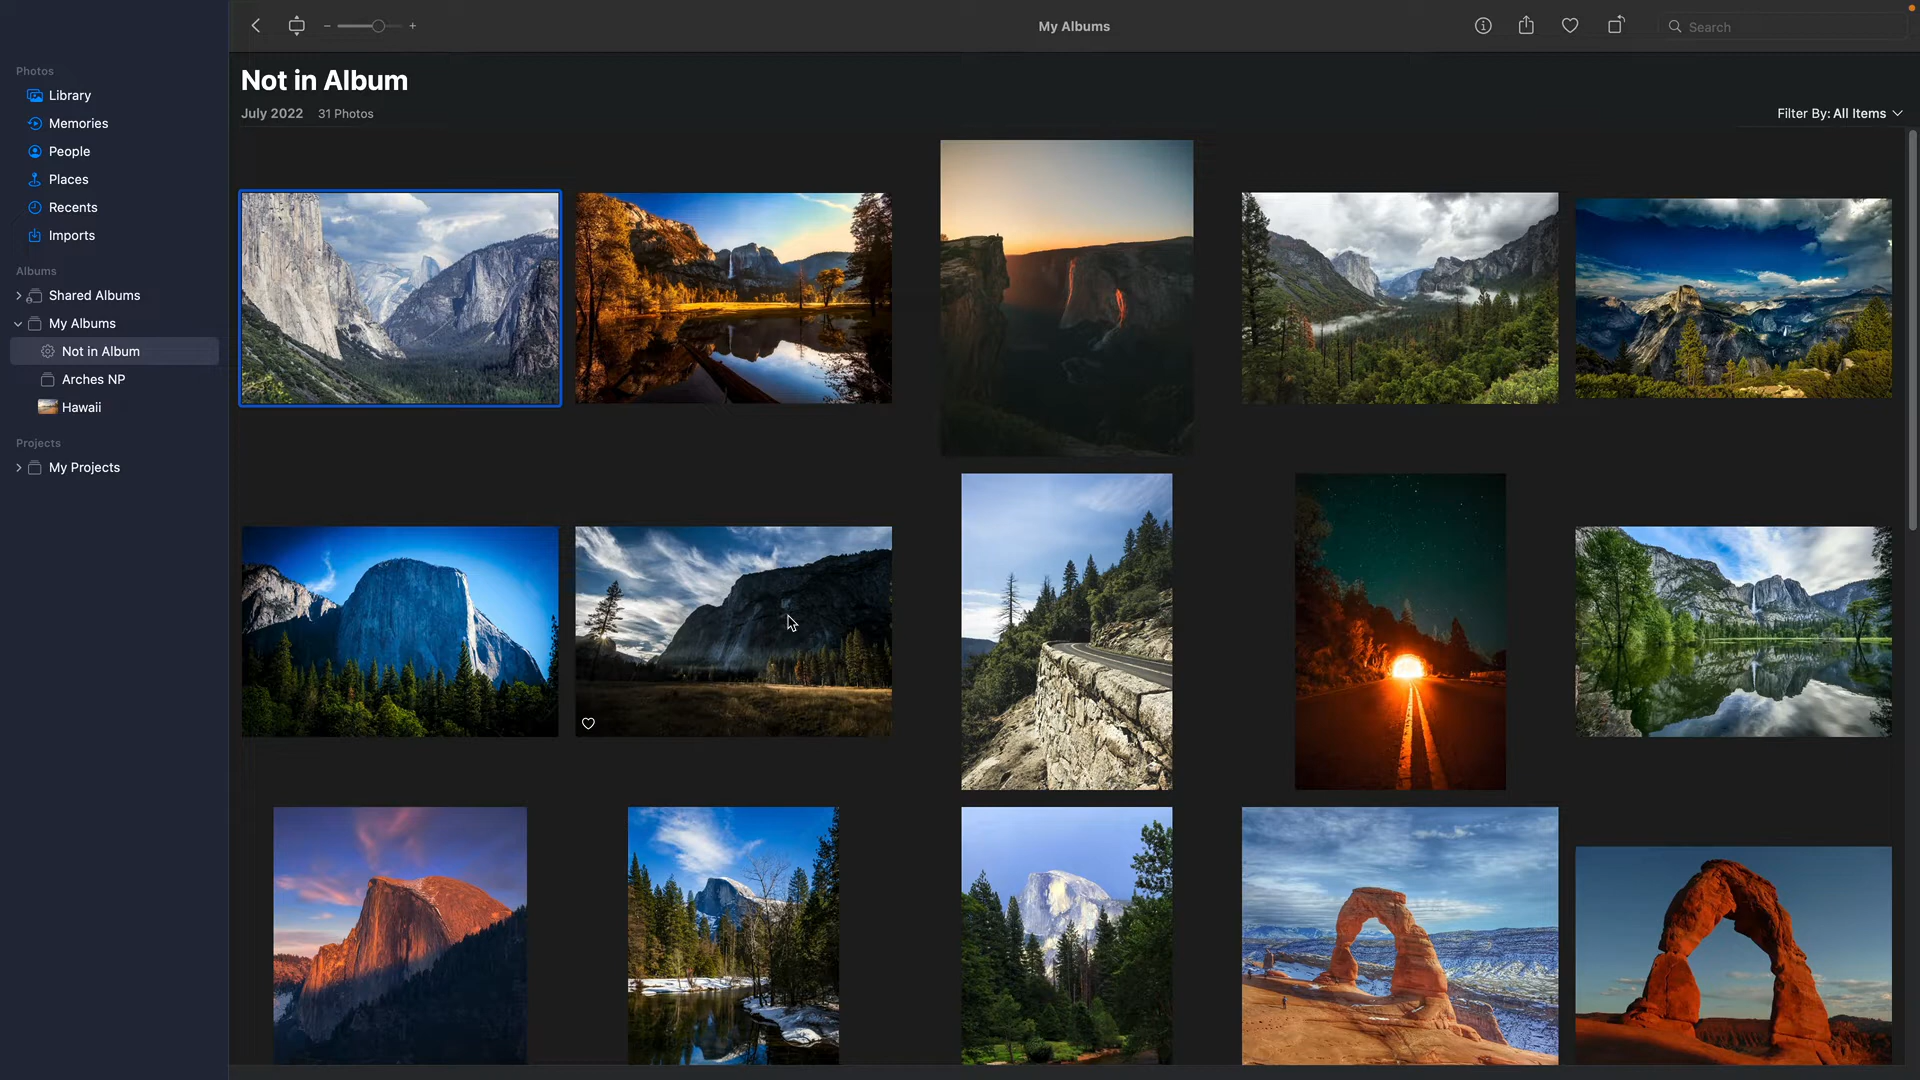 My Albums
Search
Photos
Library
Memories
People
Places
Recents
Imports
Albums
Shared Albums
My Albums
Not in Album
Arches NP
Hawaii
Projects
My Projects
Not in Album
July 2022 31 Photos
Filter By: All Items